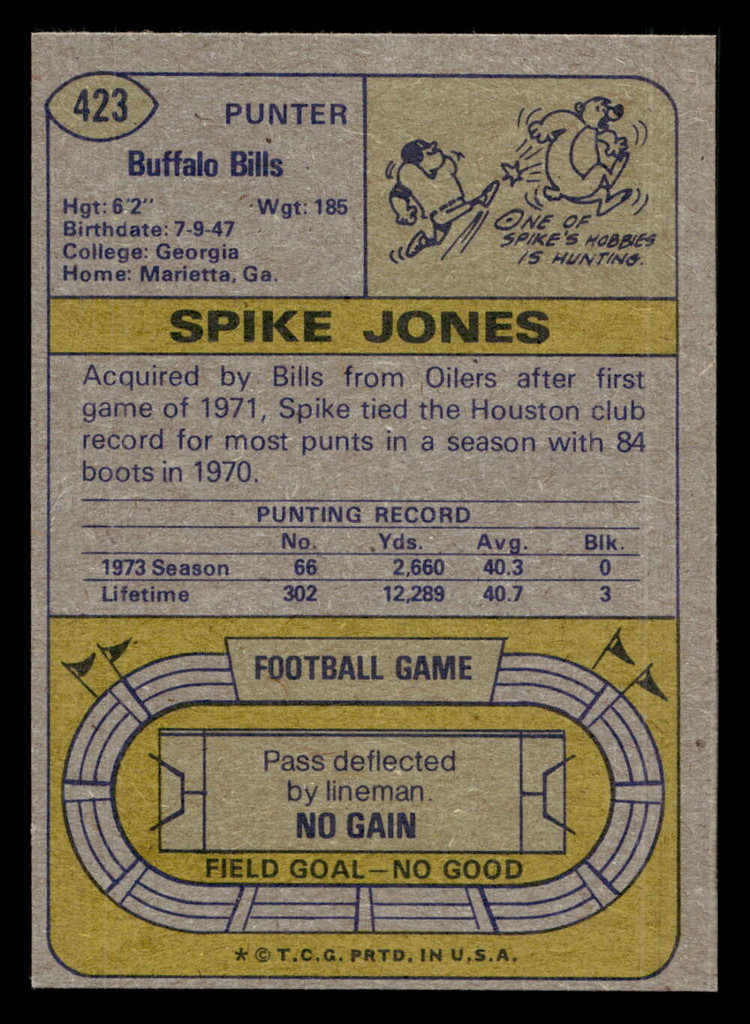 423
PUNTER
Buffalo Bills
Hgt: 6'2" Wgt: 185
Birthdate: 7-9-47
College: Georgia
Home: Marietta, Ga.
ONE OF
SPIKE'S HOBBIES
IS HUNTING.
SPIKE JONES
Acquired by Bills from Oilers after first
game of 1971, Spike tied the Houston club
record for most punts in a season with 84
boots in 1970.
PUNTING RECORD
No. Yds. Avg. Blk.
1973 Season 66 2,660 40.3 0
Lifetime 302 12,289 40.7 3
FOOTBALL GAME
Pass deflected
by lineman.
NO GAIN
FIELD GOAL—NO GOOD
* © T.C.G. PRTD. IN U.S.A.